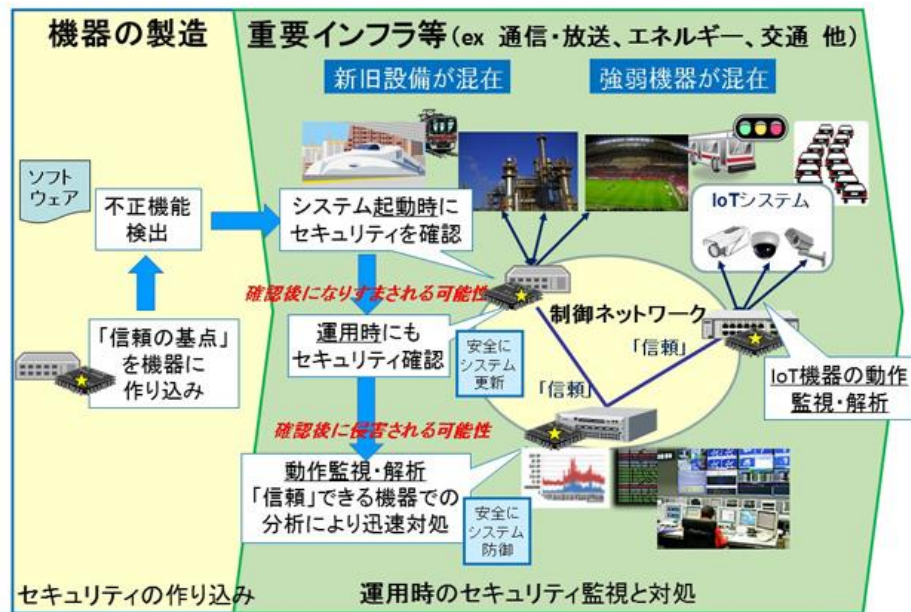 機器の製造
重要インフラ等(ex 通信・放送、エネルギー、交通 他)
新旧設備が混在
強弱機器が混在
ソフト
ウェア
不正機能
検出
システム起動時に
セキュリティを確認
IoTシステム
確認後になりすまされる可能性
制御ネットワーク
「信頼の基点」
を機器に
作り込み
運用時にも
セキュリティ確認
安全に
システム
更新
「信頼」
「信頼」
IoT機器の動作
監視・解析
確認後に侵害される可能性
動作監視・解析
「信頼」できる機器での
分析により迅速対処
安全に
システム
防御
セキュリティの作り込み
運用時のセキュリティ監視と対処